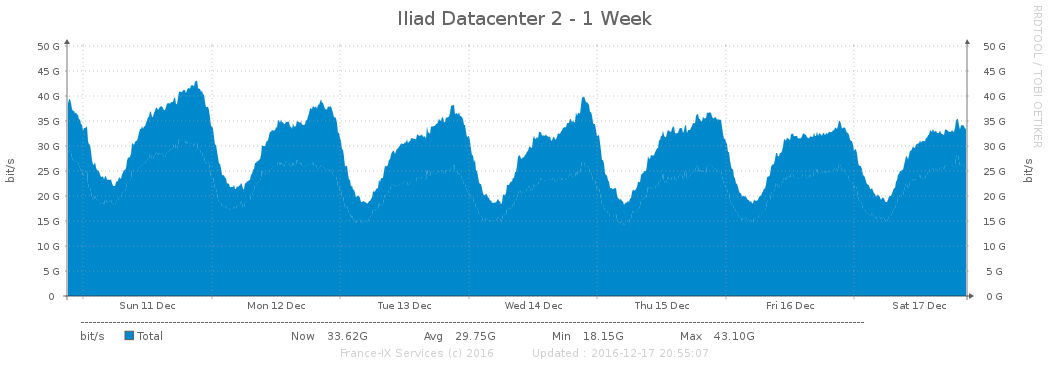 Iliad Datacenter 2 - 1 Week
RRDTOOL / TOBI OETIKER
50 G 50 G
45 G 45 G
40 G 40 G
35 G 35 G
30 G 30 G
25 G 25 G
20 G 20 G
15 G 15 G
10 G 10 G
5 G 5 G
0 0 G
bit/s bit/s
Sun 11 Dec Mon 12 Dec Tue 13 Dec Wed 14 Dec Thu 15 Dec Fri 16 Dec Sat 17 Dec
bit/s Total Now 33.62G Avg 29.75G Min 18.15G Max 43.10G
France-IX Services (c) 2016 Updated : 2016-12-17 20:55:07